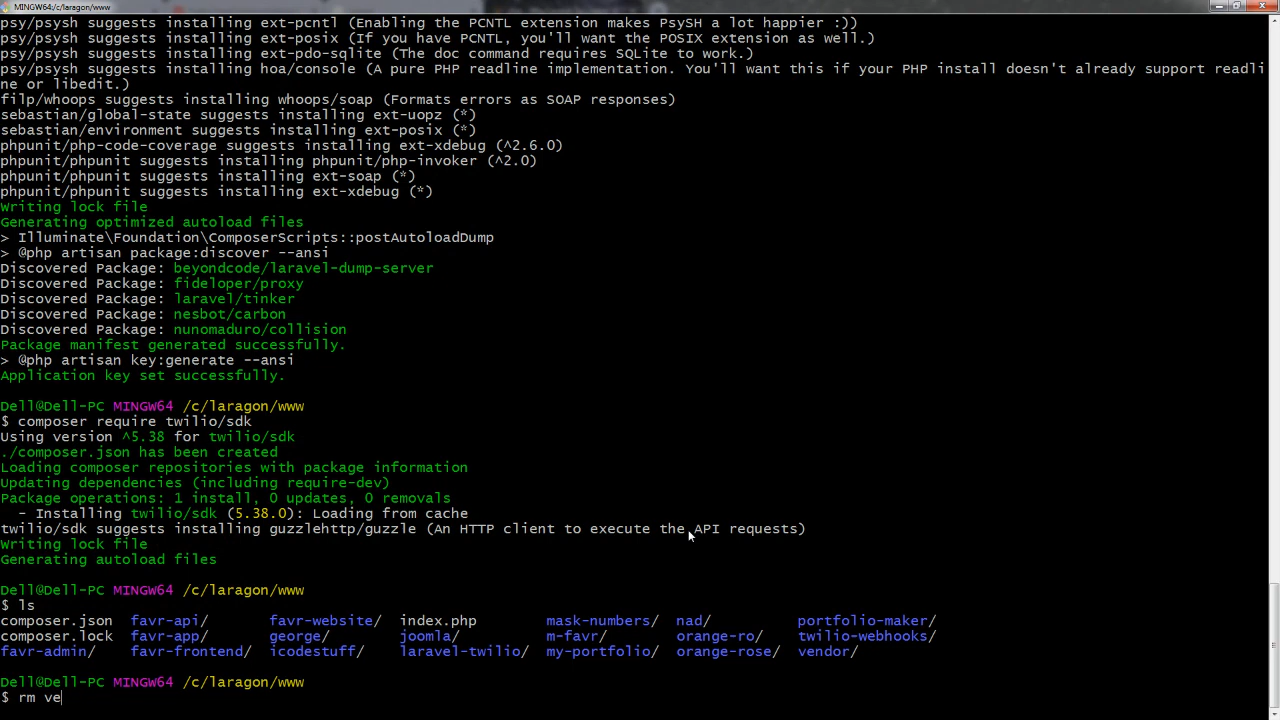 MINGW64:/c/laragon/www
psy/psysh suggests installing ext-pcntl (Enabling the PCNTL extension makes PsySH a lot happier :))
psy/psysh suggests installing ext-posix (If you have PCNTL, you'll want the POSIX extension as well.)
psy/psysh suggests installing ext-pdo-sqlite (The doc command requires SQLite to work.)
psy/psysh suggests installing hoa/console (A pure PHP readline implementation. You'll want this if your PHP install doesn't already support readli
ne or libedit.)
filp/whoops suggests installing whoops/soap (Formats errors as SOAP responses)
sebastian/global-state suggests installing ext-uopz (*)
sebastian/environment suggests installing ext-posix (*)
phpunit/php-code-coverage suggests installing ext-xdebug (^2.6.0)
phpunit/phpunit suggests installing phpunit/php-invoker (^2.0)
phpunit/phpunit suggests installing ext-soap (*)
phpunit/phpunit suggests installing ext-xdebug (*)
Writing lock file
Generating optimized autoload files
> Illuminate\Foundation\ComposerScripts::postAutoloadDump
> @php artisan package:discover --ansi
Discovered Package: beyondcode/laravel-dump-server
Discovered Package: fideloper/proxy
Discovered Package: laravel/tinker
Discovered Package: nesbot/carbon
Discovered Package: nunomaduro/collision
Package manifest generated successfully.
> @php artisan key:generate --ansi
Application key set successfully.
Dell@Dell-PC MINGW64 /c/laragon/www
$ composer require twilio/sdk
Using version ^5.38 for twilio/sdk
./composer.json has been created
Loading composer repositories with package information
Updating dependencies (including require-dev)
Package operations: 1 install, 0 updates, 0 removals
- Installing twilio/sdk (5.38.0): Loading from cache
twilio/sdk suggests installing guzzlehttp/guzzle (An HTTP client to execute the API requests)
Writing lock file
Generating autoload files
Dell@Dell-PC MINGW64 /c/laragon/www
$ ls
composer.json favr-api/ favr-website/ index.php mask-numbers/ nad/ portfolio-maker/
composer.lock favr-app/ george/ joomla/ m-favr/ orange-ro/ twilio-webhooks/
favr-admin/ favr-frontend/ icodestuff/ laravel-twilio/ my-portfolio/ orange-rose/ vendor/
Dell@Dell-PC MINGW64 /c/laragon/www
$ rm ve